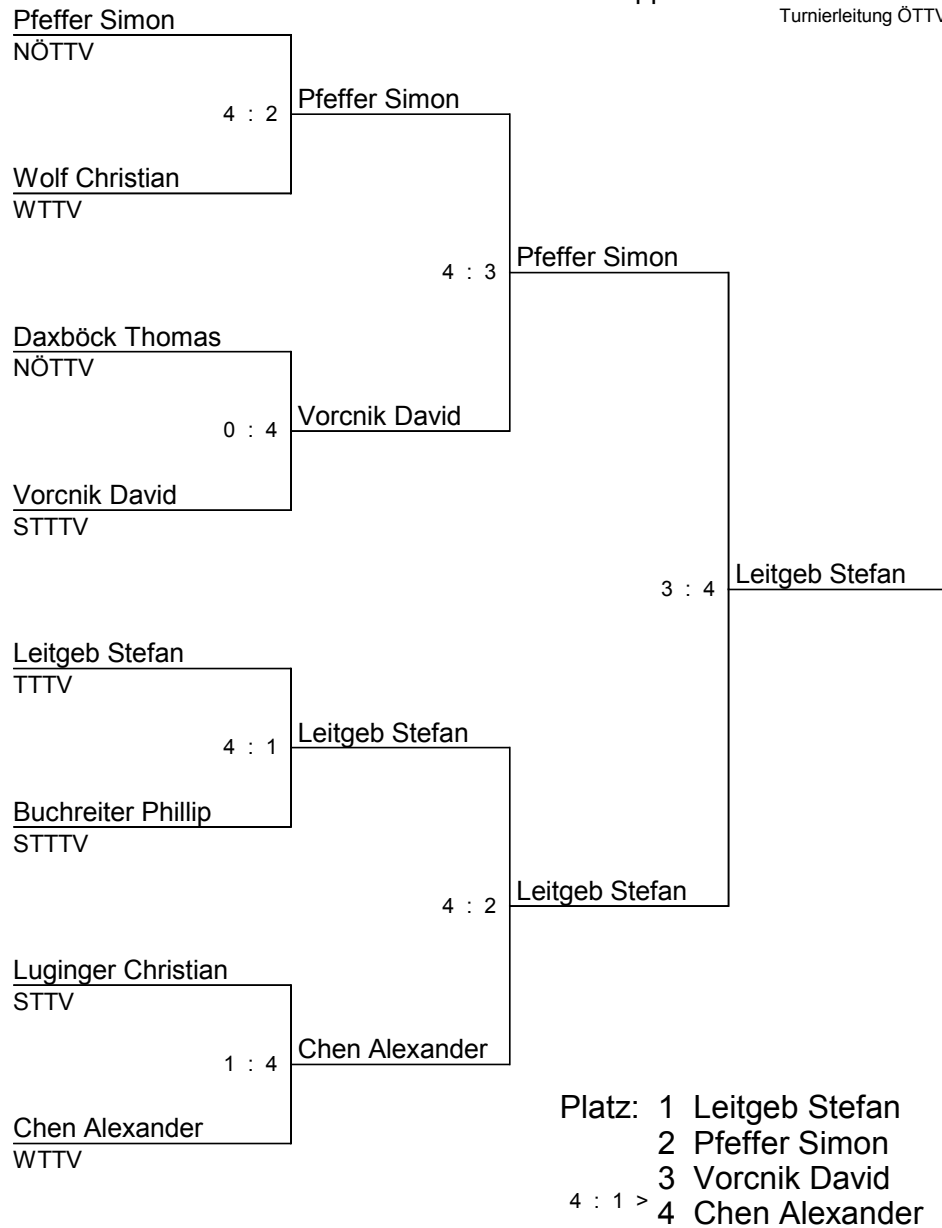 Turnierleitung ÖTTV
Pfeffer Simon
NÖTTV
4 : 2
Pfeffer Simon
Wolf Christian
WTTV
4 : 3
Pfeffer Simon
Daxböck Thomas
NÖTTV
0 : 4
Vorcnik David
Vorcnik David
STTTV
3 : 4
Leitgeb Stefan
Leitgeb Stefan
TTTV
4 : 1
Leitgeb Stefan
Buchreiter Phillip
STTTV
4 : 2
Leitgeb Stefan
Luginger Christian
STTV
1 : 4
Chen Alexander
Chen Alexander
WTTV
Platz: 1 Leitgeb Stefan
2 Pfeffer Simon
3 Vorcnik David
4 : 1 >
4 Chen Alexander